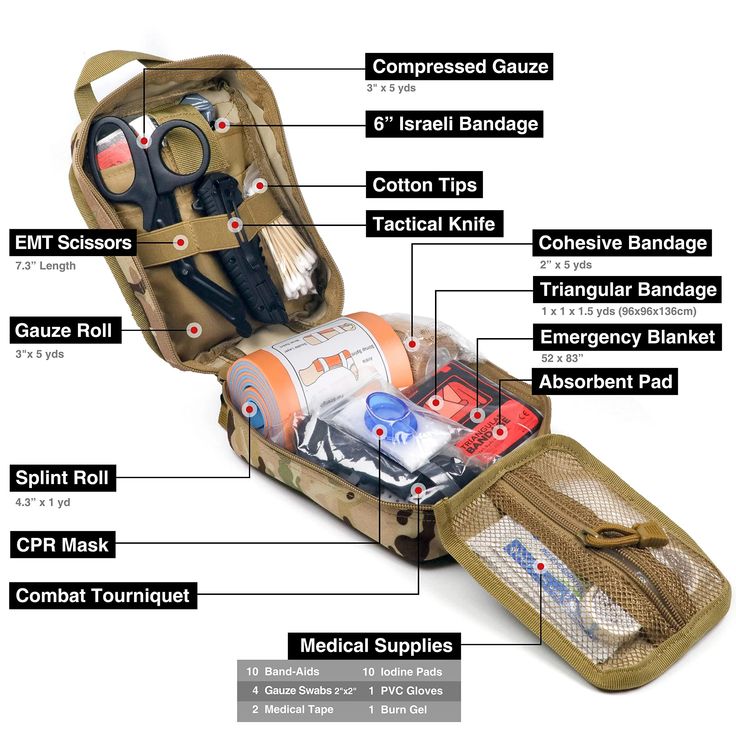 Compressed Gauze
3" x 5 yds
6” Israeli Bandage
Cotton Tips
Tactical Knife
EMT Scissors
7.3” Length
Cohesive Bandage
2” x 5 yds
Triangular Bandage
1 x 1 x 1.5 yds (96x96x136cm)
Gauze Roll
3"x 5 yds
Emergency Blanket
52 x 83”
Absorbent Pad
TRIANGULAR
BANDAGE
Splint Roll
4.3” x 1 yd
CPR Mask
Combat Tourniquet
Medical Supplies
10 Band-Aids 10 Iodine Pads
4 Gauze Swabs 2"x2" 1 PVC Gloves
2 Medical Tape 1 Burn Gel